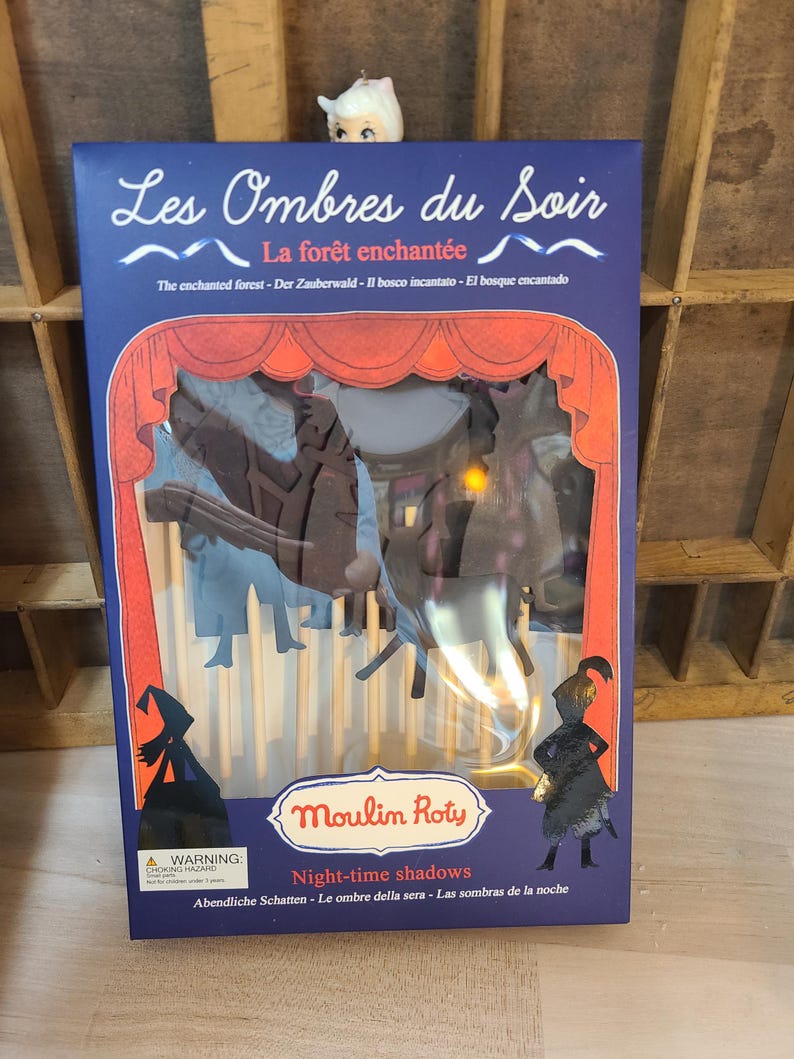 Les Ombres du Soir
La forêt enchantée
The enchanted forest - Der Zauberwald - Il bosco incantato - El bosque encantado
Moulin Roty
WARNING:
CHOKING HAZARD
Small parts.
Not for children under 3 years.
Night-time shadows
Abendliche Schatten - Le ombre della sera - Las sombras de la noche